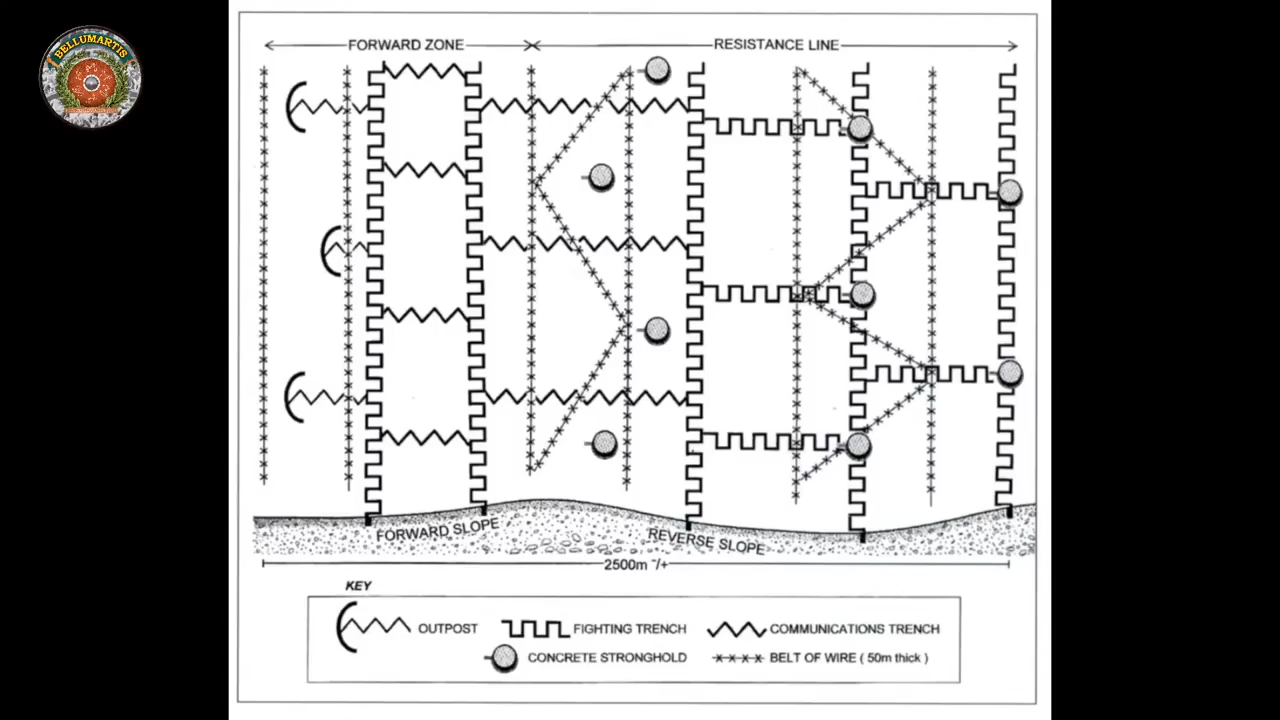 BELLUMARTIS
FORWARD ZONE
RESISTANCE LINE
FORWARD SLOPE
REVERSE SLOPE
2500m -/+
KEY
OUTPOST
FIGHTING TRENCH
COMMUNICATIONS TRENCH
CONCRETE STRONGHOLD
BELT OF WIRE ( 50m thick )